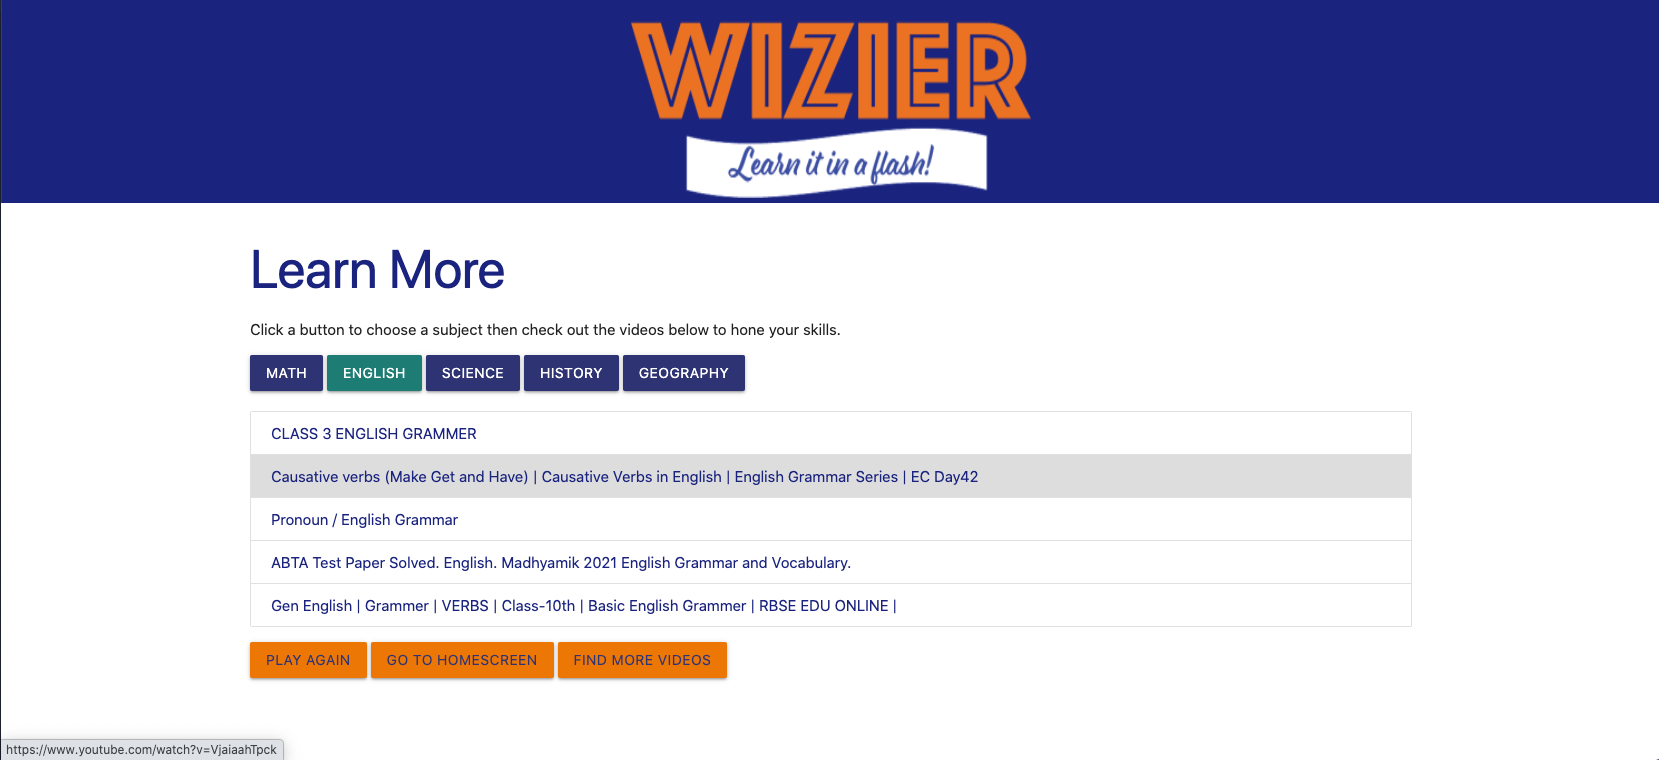 WIZIER
Learn it in a flash!
Learn More
Click a button to choose a subject then check out the videos below to hone your skills.
MATH ENGLISH SCIENCE HISTORY GEOGRAPHY
CLASS 3 ENGLISH GRAMMER
Causative verbs (Make Get and Have) | Causative Verbs in English | English Grammar Series | EC Day42
Pronoun / English Grammar
ABTA Test Paper Solved. English. Madhyamik 2021 English Grammar and Vocabulary.
Gen English | Grammer | VERBS | Class-10th | Basic English Grammer | RBSE EDU ONLINE |
PLAY AGAIN GO TO HOMESCREEN FIND MORE VIDEOS
https://www.youtube.com/watch?v=VjaiaahTpck